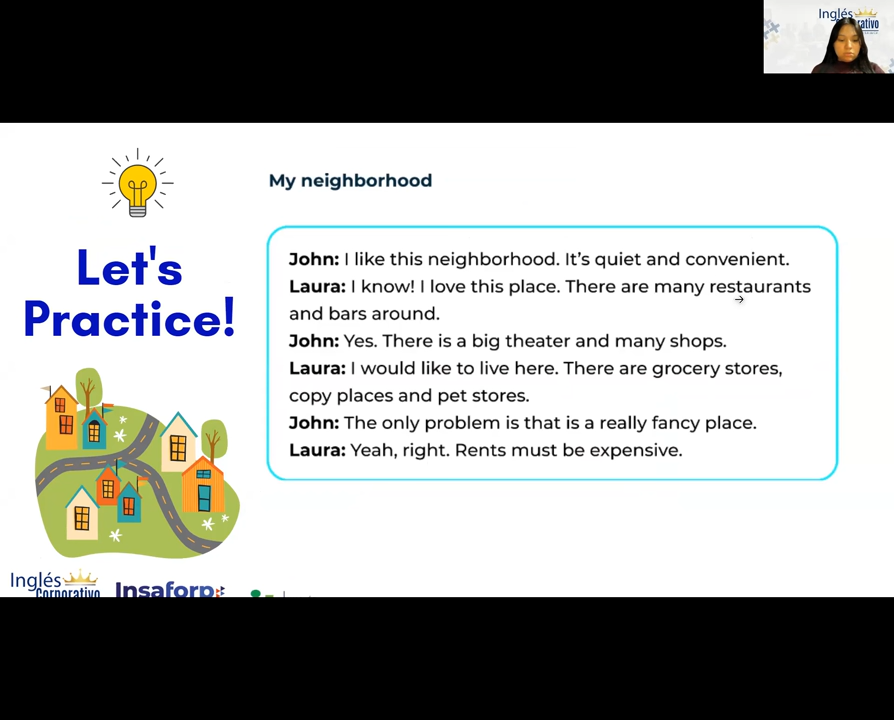 Inglés
My neighborhood
Let's
Practice!
John: I like this neighborhood. It's quiet and convenient.
Laura: I know! I love this place. There are many restaurants
and bars around.
John: Yes. There is a big theater and many shops.
Laura: I would like to live here. There are grocery stores,
copy places and pet stores.
John: The only problem is that is a really fancy place.
Laura: Yeah, right. Rents must be expensive.
Inglés
Corporativo
Insaforp